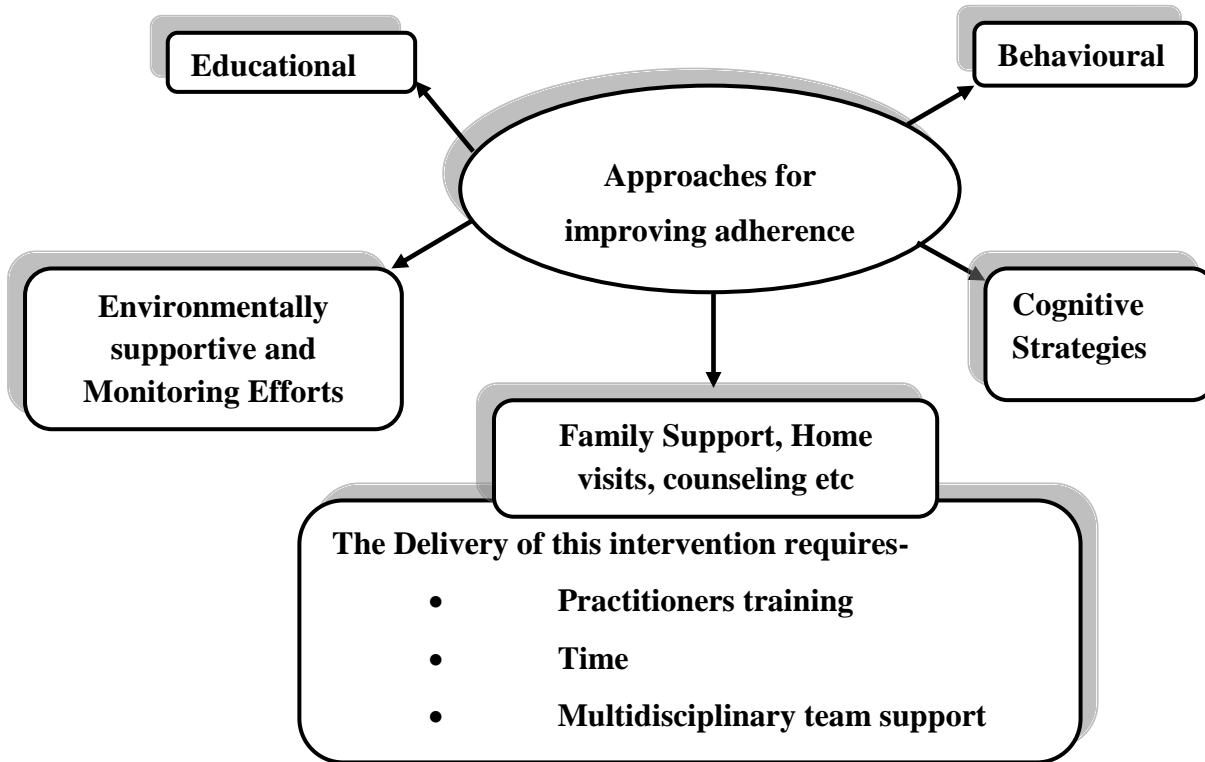 Educational
Behavioural
Approaches for
improving adherence
Environmentally
supportive and
Monitoring Efforts
Cognitive
Strategies
Family Support, Home
visits, counseling etc
The Delivery of this intervention requires-
• Practitioners training
• Time
• Multidisciplinary team support